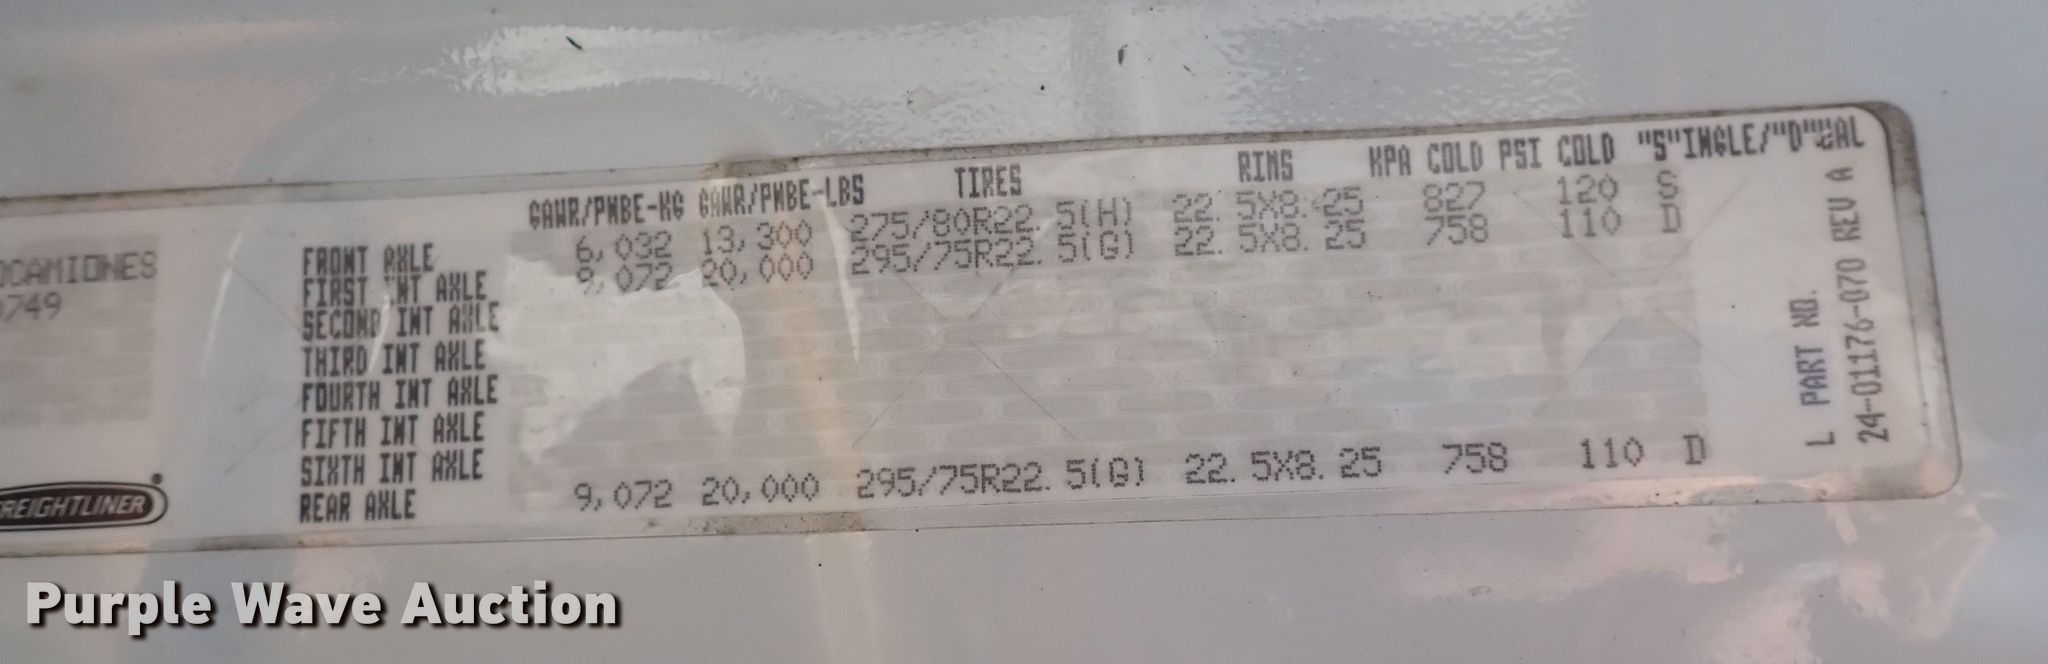 GAWR/PNBE-KG GAWR/PNBE-LBS TIRES RIMS KPA COLD PSI COLD "S"INGLE/"D"UAL
FRONT AXLE 6,032 13,300 275/80R22.5(H) 22.5X8.25 827 120 S
FIRST INT AXLE 9,072 20,000 295/75R22.5(G) 22.5X8.25 758 110 D
SECOND INT AXLE
THIRD INT AXLE
FOURTH INT AXLE
FIFTH INT AXLE
SIXTH INT AXLE
REAR AXLE 9,072 20,000 295/75R22.5(G) 22.5X8.25 758 110 D
OCAMIONES
0749
FREIGHTLINER
L PART NO.
24-01176-070 REV A
Purple Wave Auction